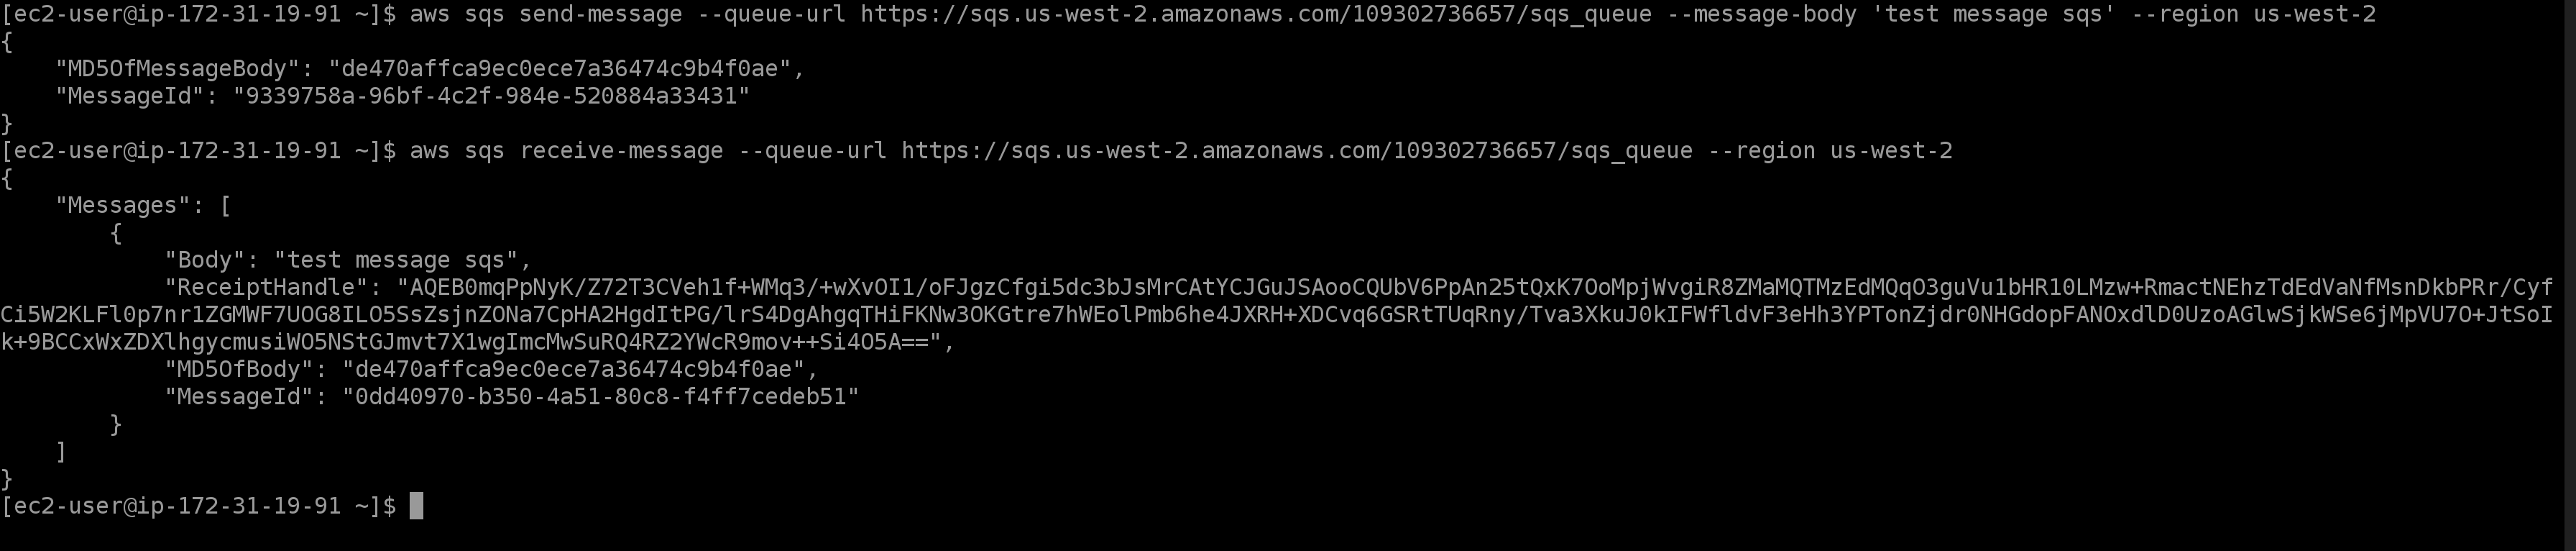 [ec2-user@ip-172-31-19-91 ~]$ aws sqs send-message --queue-url https://sqs.us-west-2.amazonaws.com/109302736657/sqs_queue --message-body 'test message sqs' --region us-west-2
{
    "MD5OfMessageBody": "de470affca9ec0ece7a36474c9b4f0ae",
    "MessageId": "9339758a-96bf-4c2f-984e-520884a33431"
}
[ec2-user@ip-172-31-19-91 ~]$ aws sqs receive-message --queue-url https://sqs.us-west-2.amazonaws.com/109302736657/sqs_queue --region us-west-2
{
    "Messages": [
        {
            "Body": "test message sqs",
            "ReceiptHandle": "AQEB0mqPpNyK/Z72T3CVeh1f+WMq3/+wXvOI1/oFJgzCfgi5dc3bJsMrCAtYCJGuJSAooCQUbV6PpAn25tQxK7OoMpjWvgiR8ZMaMQTMzEdMQqO3guVu1bHR10LMzw+RmactNEhzTdEdVaNfMsnDkbPRr/Cyf
Ci5W2KLFl0p7nr1ZGMWF7UOG8ILO5SsZsjnZONa7CpHA2HgdItPG/lrS4DgAhgqTHiFKNw3OKGtre7hWEolPmb6he4JXRH+XDCvq6GSRtTUqRny/Tva3XkuJ0kIFWfldvF3eHh3YPTonZjdr0NHGdopFANOxdlD0UzoAGlwSjkWSe6jMpVU7O+JtSoI
k+9BCCxWxZDXlhgycmusiWO5NStGJmvt7X1wgImcMwSuRQ4RZ2YWcR9mov++Si4O5A==",
            "MD5OfBody": "de470affca9ec0ece7a36474c9b4f0ae",
            "MessageId": "0dd40970-b350-4a51-80c8-f4ff7cedeb51"
        }
    ]
}
[ec2-user@ip-172-31-19-91 ~]$